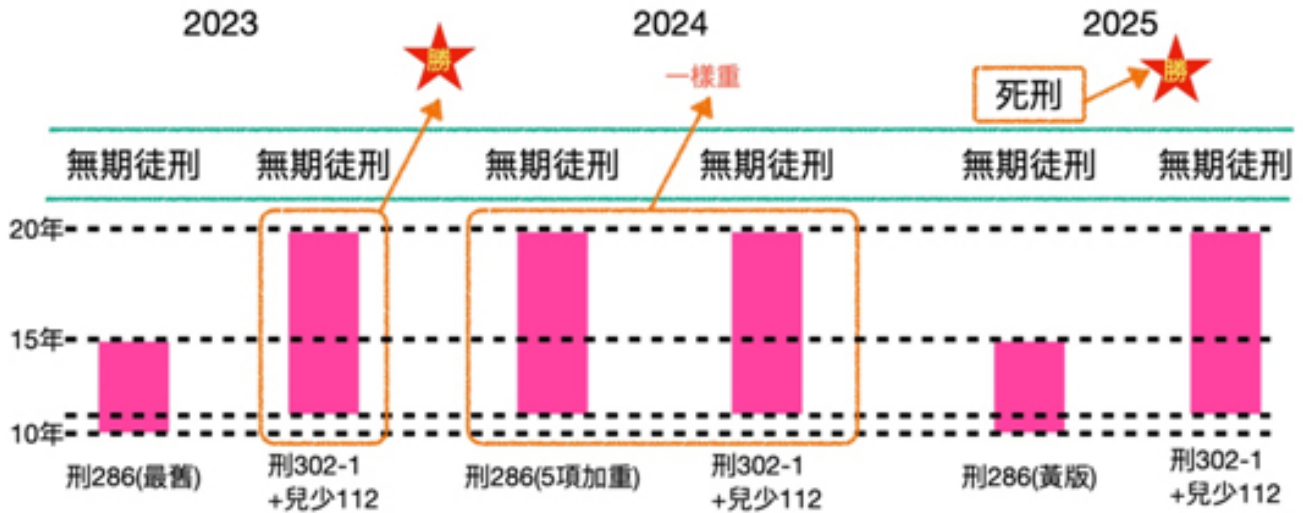 2023
2024
2025
勝
一樣重
死刑
勝
無期徒刑
無期徒刑
無期徒刑
無期徒刑
無期徒刑
無期徒刑
20年
15年
10年
刑286(最舊)
刑302-1
+兒少112
刑286(5項加重)
刑302-1
+兒少112
刑286(黃版)
刑302-1
+兒少112